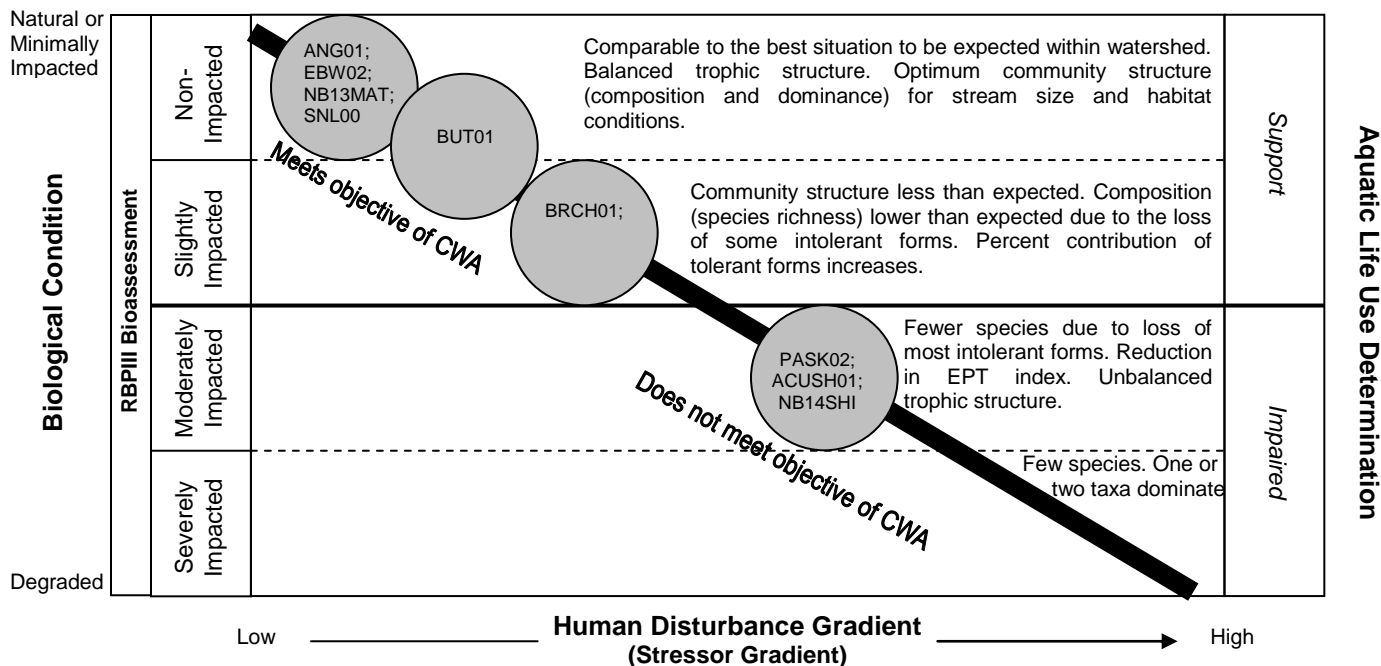 Natural or
Minimally
Impacted
Degraded
Biological Condition
RBPIII Bioassessment
Non-
Impacted
Slightly
Impacted
Moderately
Impacted
Severely
Impacted
ANG01;
EBW02;
NB13MAT;
SNL00
BUT01
BRCH01;
PASK02;
ACUSH01;
NB14SHI
Meets objective of CWA
Does not meet objective of CWA
Comparable to the best situation to be expected within watershed.
Balanced trophic structure. Optimum community structure
(composition and dominance) for stream size and habitat
conditions.
Community structure less than expected. Composition
(species richness) lower than expected due to the loss
of some intolerant forms. Percent contribution of
tolerant forms increases.
Fewer species due to loss of
most intolerant forms. Reduction
in EPT index. Unbalanced
trophic structure.
Few species. One or
two taxa dominate
Support
Impaired
Aquatic Life Use Determination
Low
Human Disturbance Gradient
(Stressor Gradient)
High